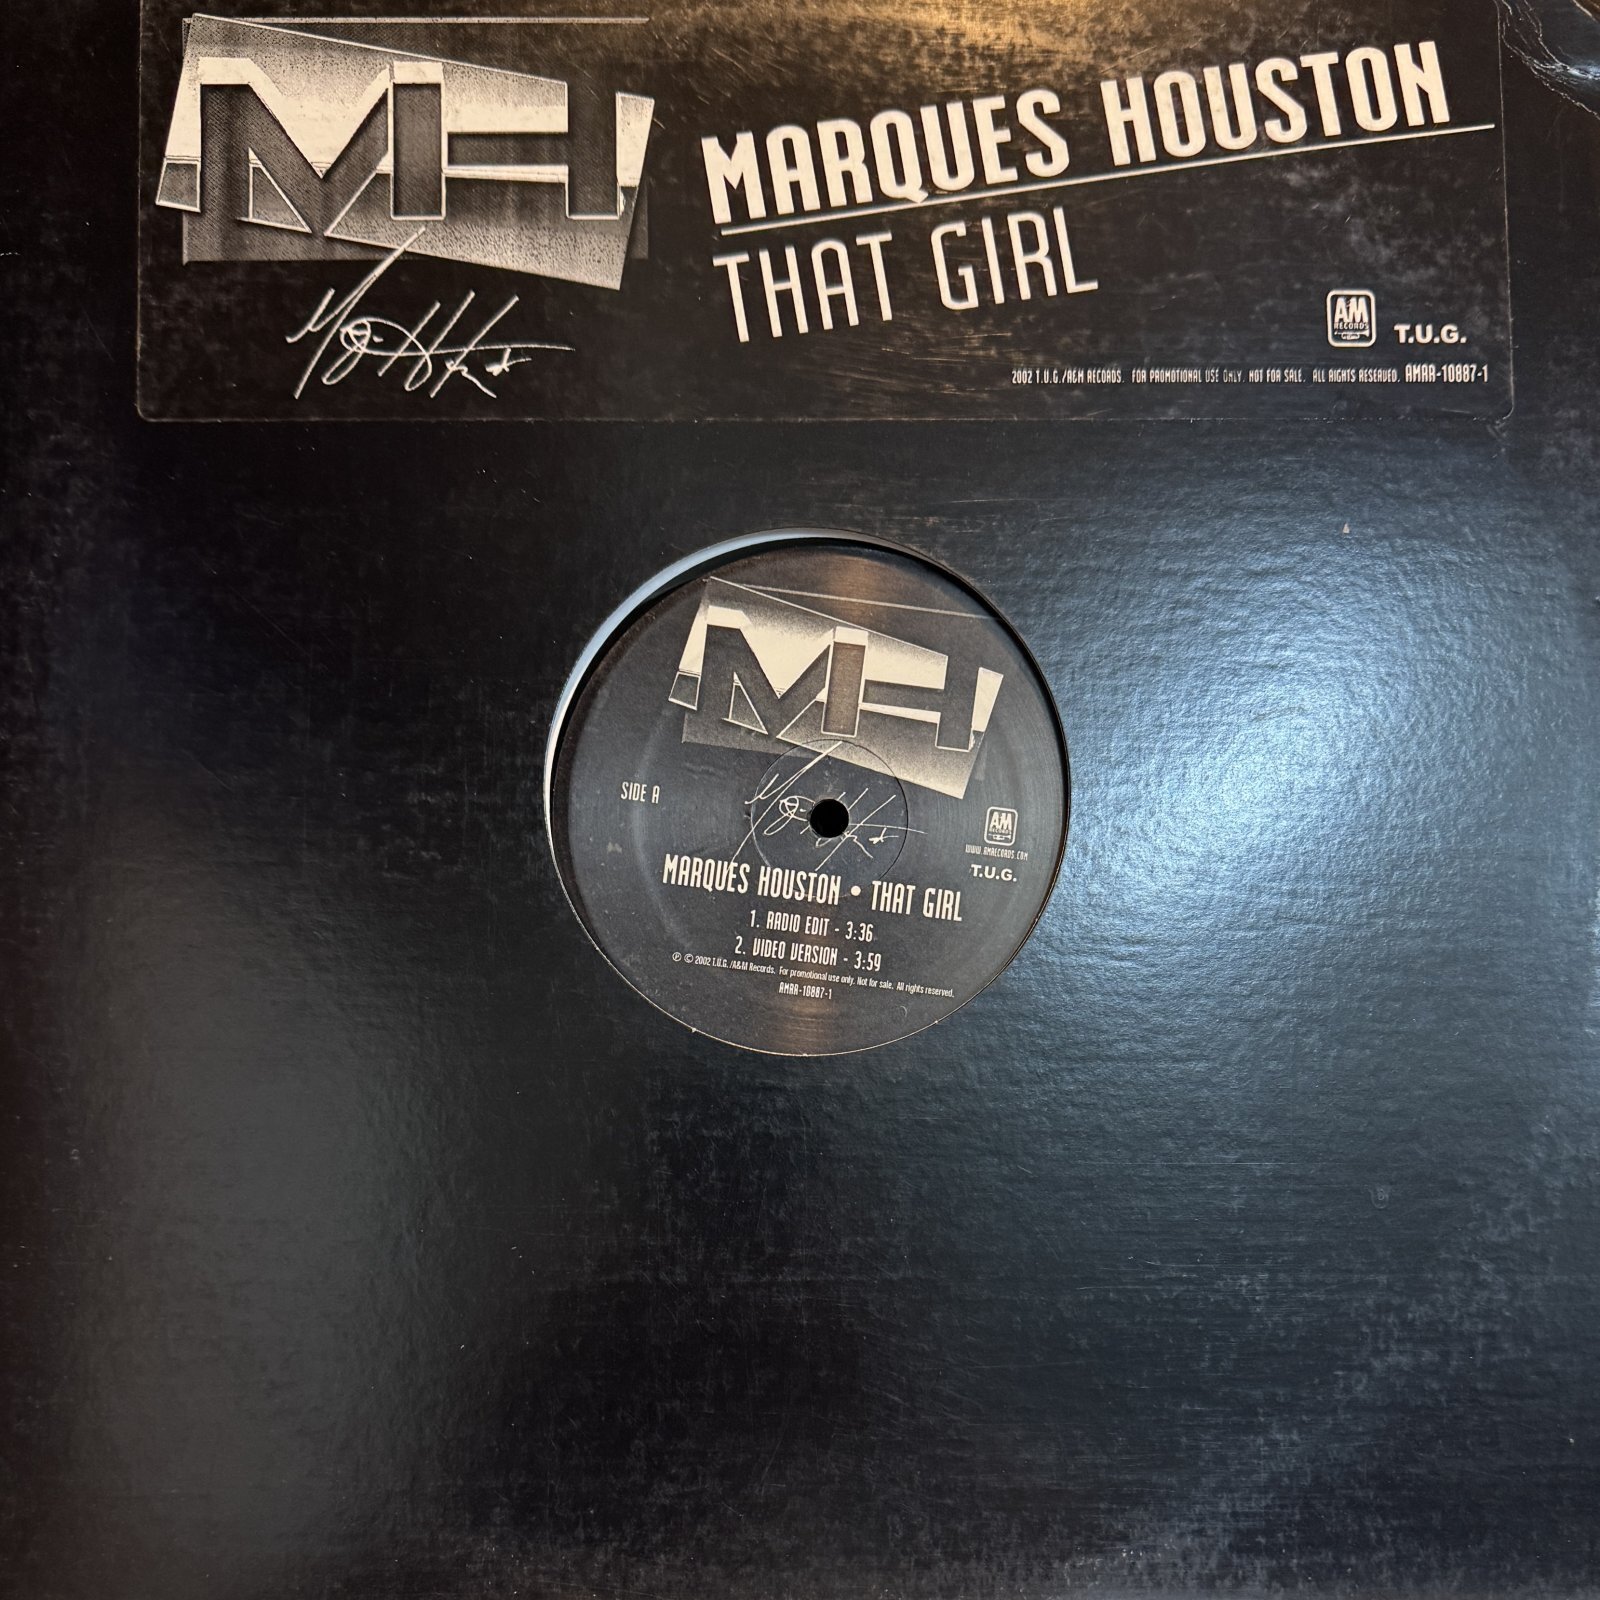 MH
MARQUES HOUSTON
THAT GIRL
A&M
RECORDS
T.U.G.
2002 T.U.G./A&M RECORDS. FOR PROMOTIONAL USE ONLY. NOT FOR SALE. ALL RIGHTS RESERVED. AMRR-10887-1
MH
SIDE A
A&M
RECORDS
WWW.AMRECORDS.COM
T.U.G.
MARQUES HOUSTON • THAT GIRL
1. RADIO EDIT - 3:36
2. VIDEO VERSION - 3:59
℗ © 2002 T.U.G. /A&M Records. For promotional use only. Not for sale. All rights reserved.
AMRR-10887-1